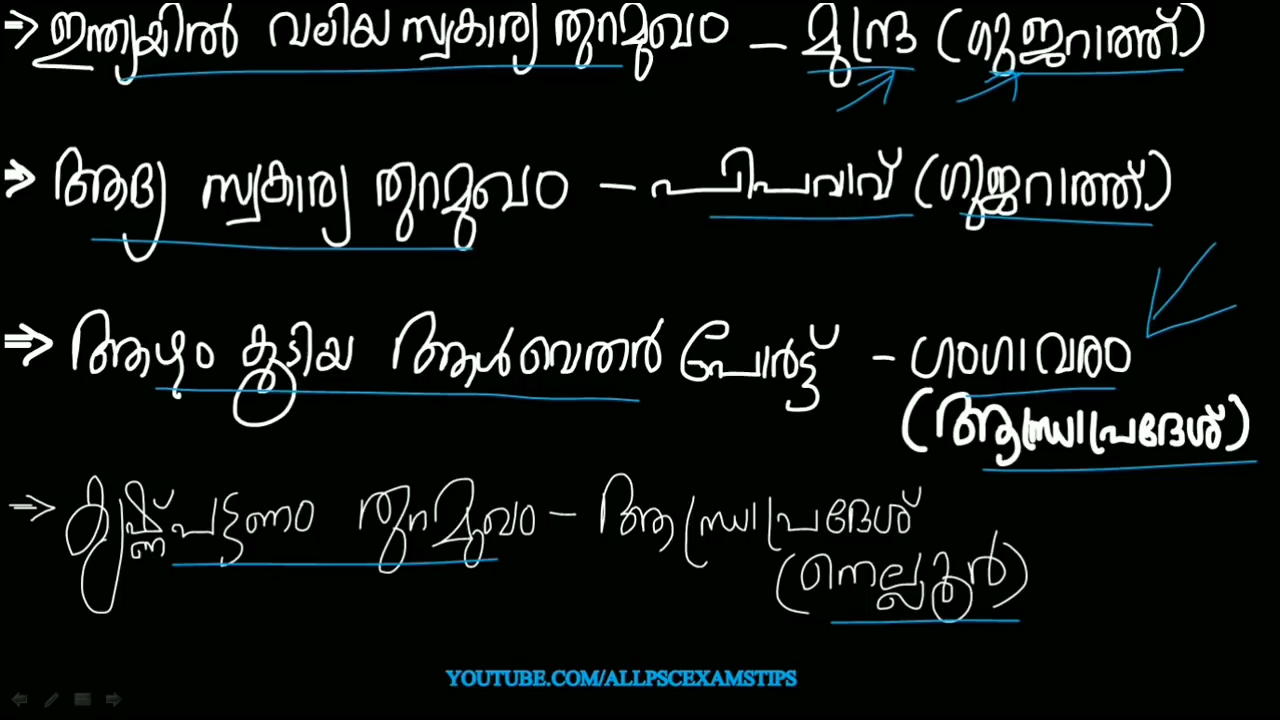 ⇒ ഇന്ത്യയിൽ വലിയ സ്വകാര്യ തുറമുഖം – മുന്ദ്ര (ഗുജറാത്ത്)
⇒ ആദ്യ സ്വകാര്യ തുറമുഖം – പിപവാവ് (ഗുജറാത്ത്)
⇒ ആഴം കൂടിയ ആൾവെതർ പോർട്ട് – ഗംഗാവരം
(ആന്ധ്രാപ്രദേശ്)
⇒ കൃഷ്ണപട്ടണം തുറമുഖം – ആന്ധ്രാപ്രദേശ്
(നെല്ലൂർ)
YOUTUBE.COM/ALLPSCEXAMSTIPS